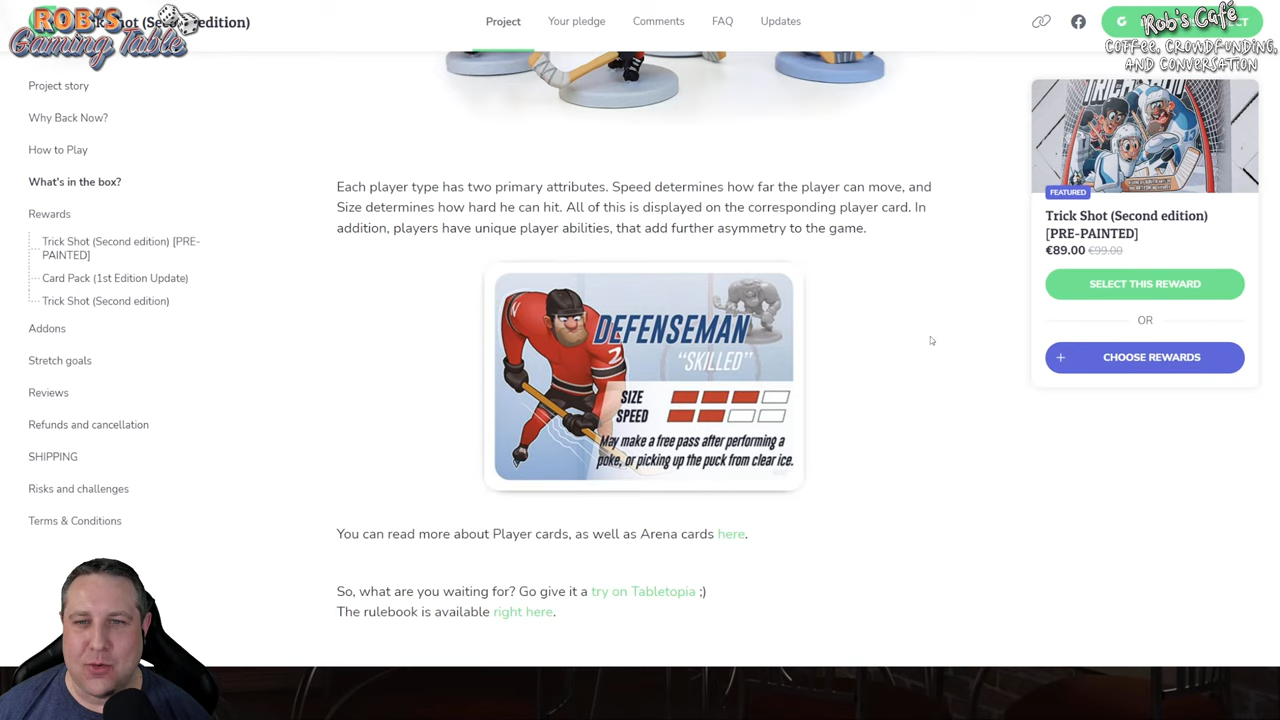 ROB'S
Gaming Table
Trick Shot (Second edition)
Project
Your pledge
Comments
FAQ
Updates
Rob's Café
Coffee, Crowdfunding,
and Conversation
Project story
Why Back Now?
How to Play
What's in the box?
Rewards
Trick Shot (Second edition) [PRE-
PAINTED]
Card Pack (1st Edition Update)
Trick Shot (Second edition)
Addons
Stretch goals
Reviews
Refunds and cancellation
SHIPPING
Risks and challenges
Terms & Conditions
Each player type has two primary attributes. Speed determines how far the player can move, and
Size determines how hard he can hit. All of this is displayed on the corresponding player card. In
addition, players have unique player abilities, that add further asymmetry to the game.
DEFENSEMAN
"SKILLED"
SIZE
SPEED
May make a free pass after performing a
poke, or picking up the puck from clear ice.
2
You can read more about Player cards, as well as Arena cards here.
So, what are you waiting for? Go give it a try on Tabletopia ;)
The rulebook is available right here.
TRICK SHOT
FEATURED
Trick Shot (Second edition)
[PRE-PAINTED]
€89.00 €99.00
SELECT THIS REWARD
OR
+ CHOOSE REWARDS